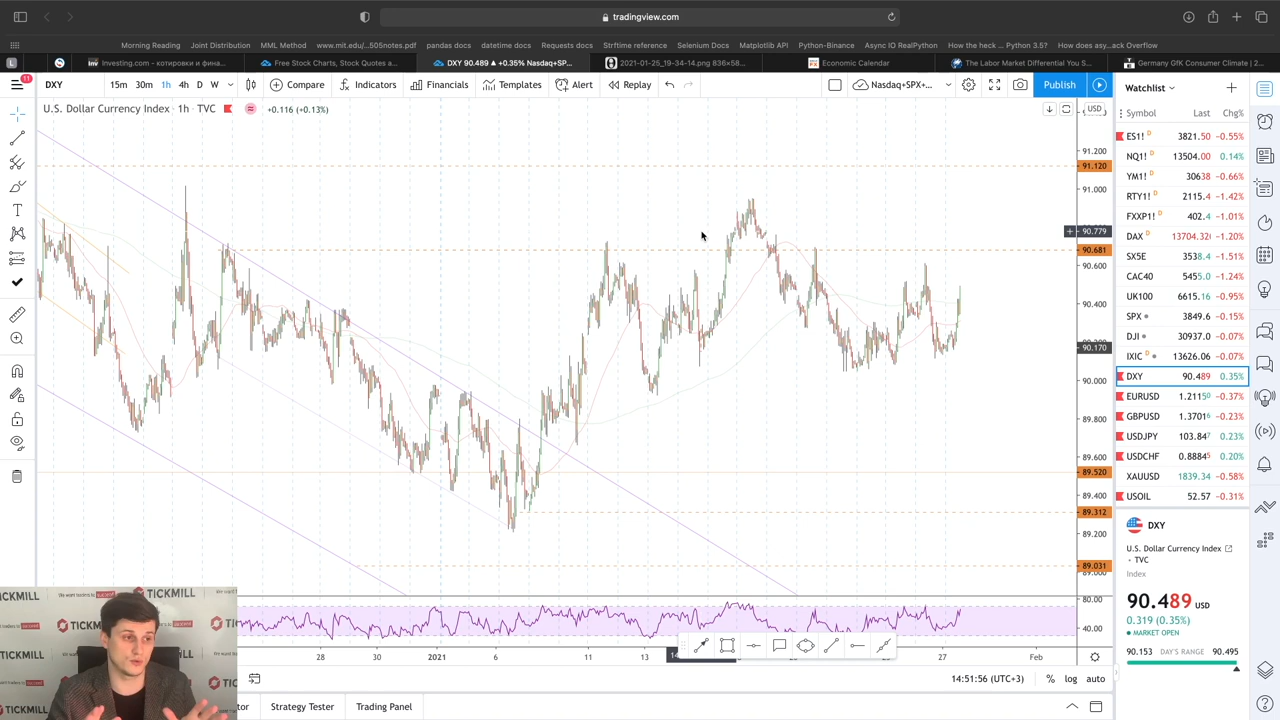 tradingview.com
Morning Reading Joint Distribution MML Method www.mit.edu/...505notes.pdf pandas docs datetime docs Requests docs Strftime reference Selenium Docs Matplotlib API Python-Binance Async IO RealPython How the heck ... Python 3.5? How does asy...ack Overflow
L Investing.com - котировки и фина... Free Stock Charts, Stock Quotes a... DXY 90.489 ▲ +0.35% Nasdaq+SP... 2021-01-25_19-34-14.png 836×58... Economic Calendar The Labor Market Differential You S... Germany GfK Consumer Climate | 2...
11 DXY 15m 30m 1h 4h D W Compare Indicators Financials Templates Alert Replay Nasdaq+SPX+... Publish Watchlist
U.S. Dollar Currency Index · 1h · TVC +0.116 (+0.13%) USD
Symbol Last Chg%
ES1! D 3821.50 −0.55%
NQ1! D 13504.00 0.14%
YM1! D 30638 −0.66%
RTY1! D 2115.4 −1.42%
FXXP1! D 402.4 −1.01%
DAX D 13704.32 −1.20%
SX5E 3538.4 −1.51%
CAC40 5455.0 −1.24%
UK100 6615.16 −0.95%
SPX 3849.6 −0.15%
DJI 30937.0 −0.07%
IXIC D 13626.06 −0.07%
DXY 90.489 0.35%
EURUSD 1.21150 −0.37%
GBPUSD 1.37016 −0.23%
USDJPY 103.847 0.23%
USDCHF 0.88845 0.20%
XAUUSD 1839.34 −0.58%
USOIL 52.57 −0.31%
91.200
91.120
91.000
90.779
90.681
90.600
90.400
90.170
90.000
89.800
89.600
89.520
89.400
89.312
89.200
89.031
80.00
40.00
DXY
U.S. Dollar Currency Index
TVC
Index
90.489 USD
0.319 (0.35%)
MARKET OPEN
90.153 DAY'S RANGE 90.495
28 30 2021 6 11 13 27 Feb
14:51:56 (UTC+3) % log auto
Strategy Tester Trading Panel
TICKMILL
TICKMILL
TICKMILL
TICKMILL